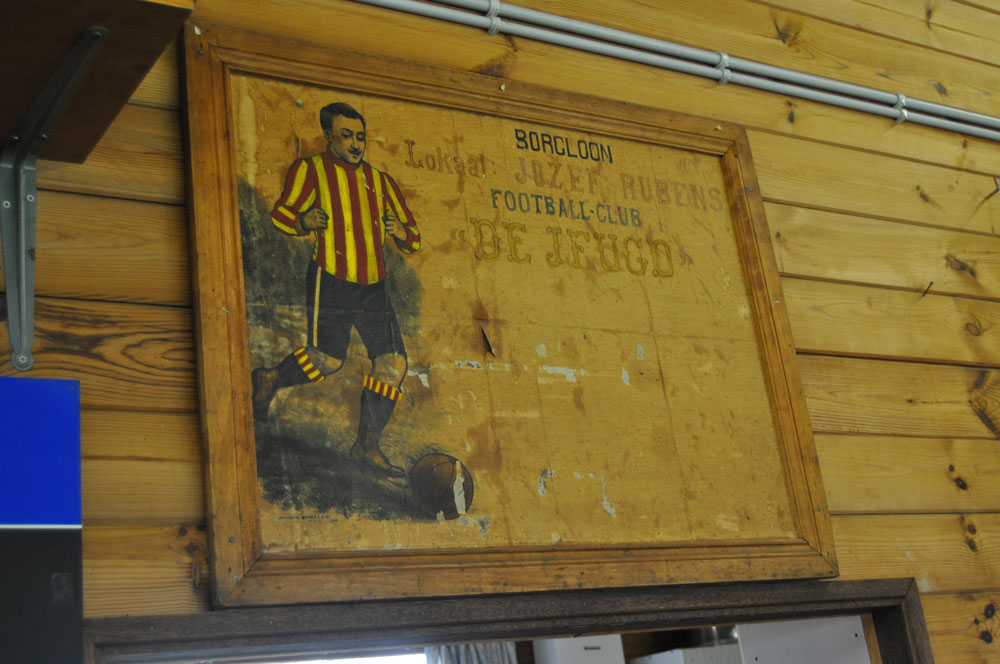 BORGLOON
Lokaal: JOZEF RUBENS
FOOTBALL-CLUB
"DE JEUGD